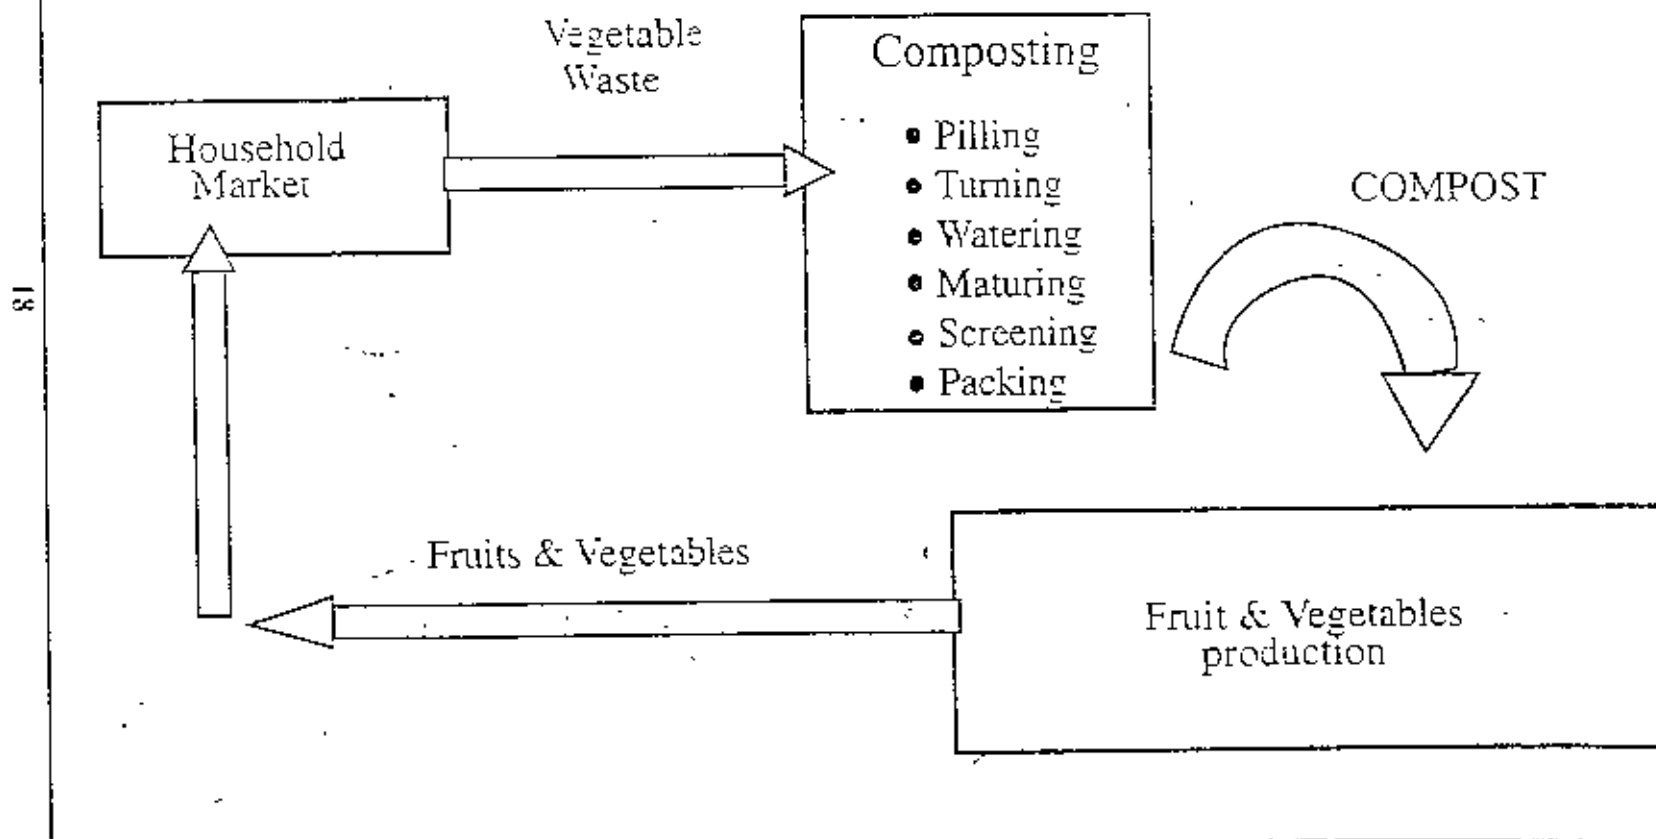 Vegetable
Waste
Household
Market
Composting
• Pilling
• Turning
• Watering
• Maturing
• Screening
• Packing
COMPOST
18
Fruits & Vegetables
Fruit & Vegetables
production